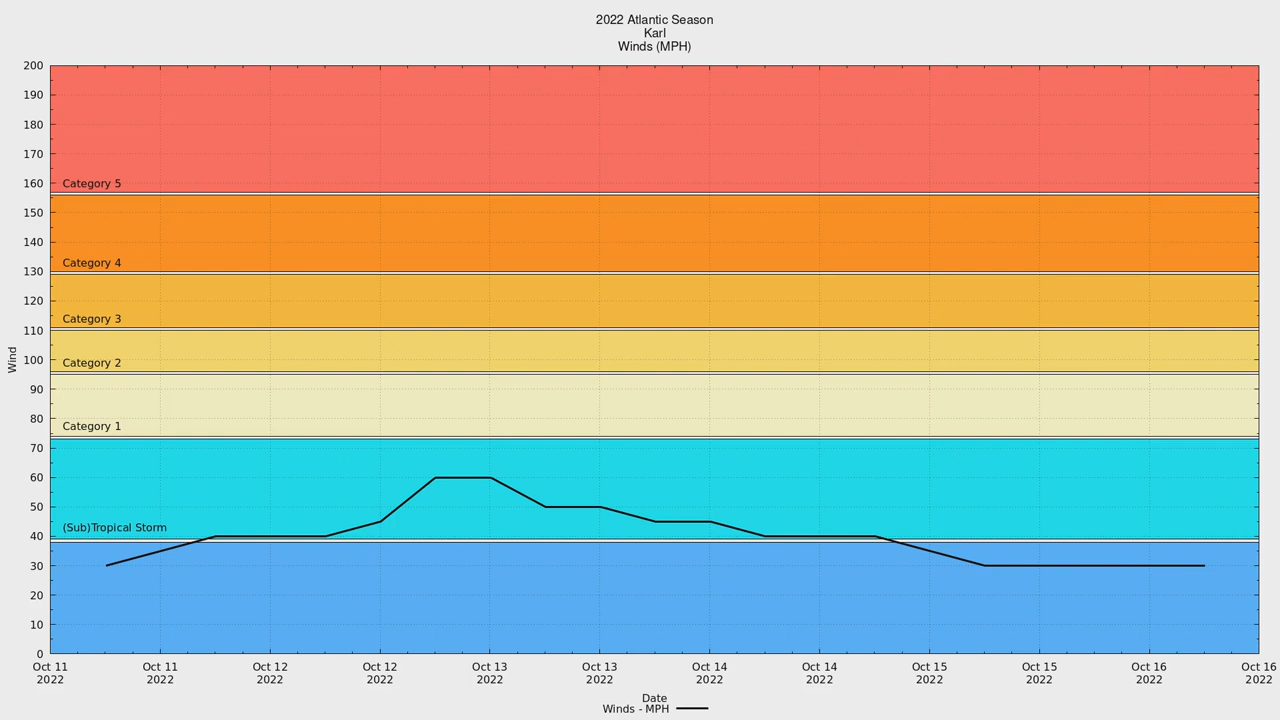 2022 Atlantic Season
Karl
Winds (MPH)
200
190
180
170
160
Category 5
150
140
130
Category 4
120
110
Category 3
100
Category 2
90
80
Category 1
70
60
50
40
(Sub)Tropical Storm
30
20
10
0
Wind
Oct 11 Oct 11 Oct 12 Oct 12 Oct 13 Oct 13 Oct 14 Oct 14 Oct 15 Oct 15 Oct 16 Oct 16
2022 2022 2022 2022 2022 2022 2022 2022 2022 2022 2022 2022
Date
Winds - MPH